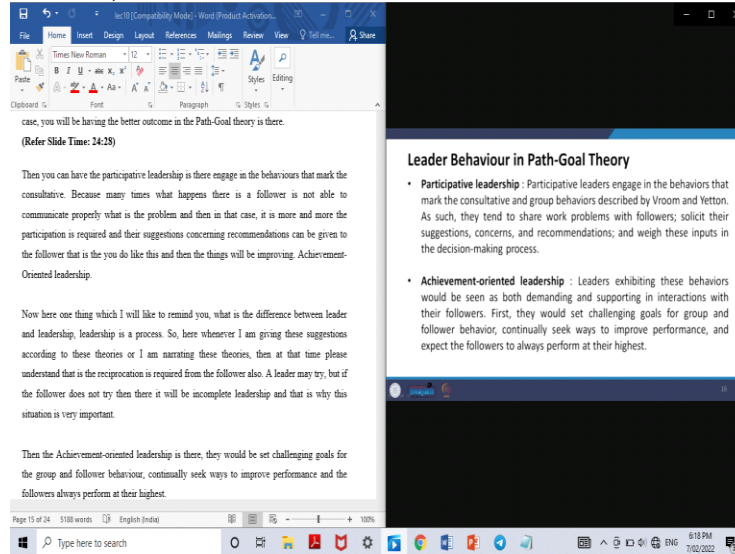 lec10 [Compatibility Mode] - Word (Product Activation...
File Home Insert Design Layout References Mailings Review View Tell me... Share
Times New Roman 12
Paste B I U abc x₂ x² Styles Editing
A Aa A A
Clipboard Font Paragraph Styles
case, you will be having the better outcome in the Path-Goal theory is there.
(Refer Slide Time: 24:28)
Then you can have the participative leadership is there engage in the behaviours that mark the
consultative. Because many times what happens there is a follower is not able to
communicate properly what is the problem and then in that case, it is more and more the
participation is required and their suggestions concerning recommendations can be given to
the follower that is the you do like this and then the things will be improving. Achievement-
Oriented leadership.
Now here one thing which I will like to remind you, what is the difference between leader
and leadership, leadership is a process. So, here whenever I am giving these suggestions
according to these theories or I am narrating these theories, then at that time please
understand that is the reciprocation is required from the follower also. A leader may try, but if
the follower does not try then there it will be incomplete leadership and that is why this
situation is very important.
Then the Achievement-oriented leadership is there, they would be set challenging goals for
the group and follower behaviour, continually seek ways to improve performance and the
followers always perform at their highest.
Page 15 of 24 5188 words English (India) 100%
Leader Behaviour in Path-Goal Theory
• Participative leadership : Participative leaders engage in the behaviors that
mark the consultative and group behaviors described by Vroom and Yetton.
As such, they tend to share work problems with followers; solicit their
suggestions, concerns, and recommendations; and weigh these inputs in
the decision-making process.
• Achievement-oriented leadership : Leaders exhibiting these behaviors
would be seen as both demanding and supporting in interactions with
their followers. First, they would set challenging goals for group and
follower behavior, continually seek ways to improve performance, and
expect the followers to always perform at their highest.
Type here to search
ENG
6:18 PM
7/02/2022